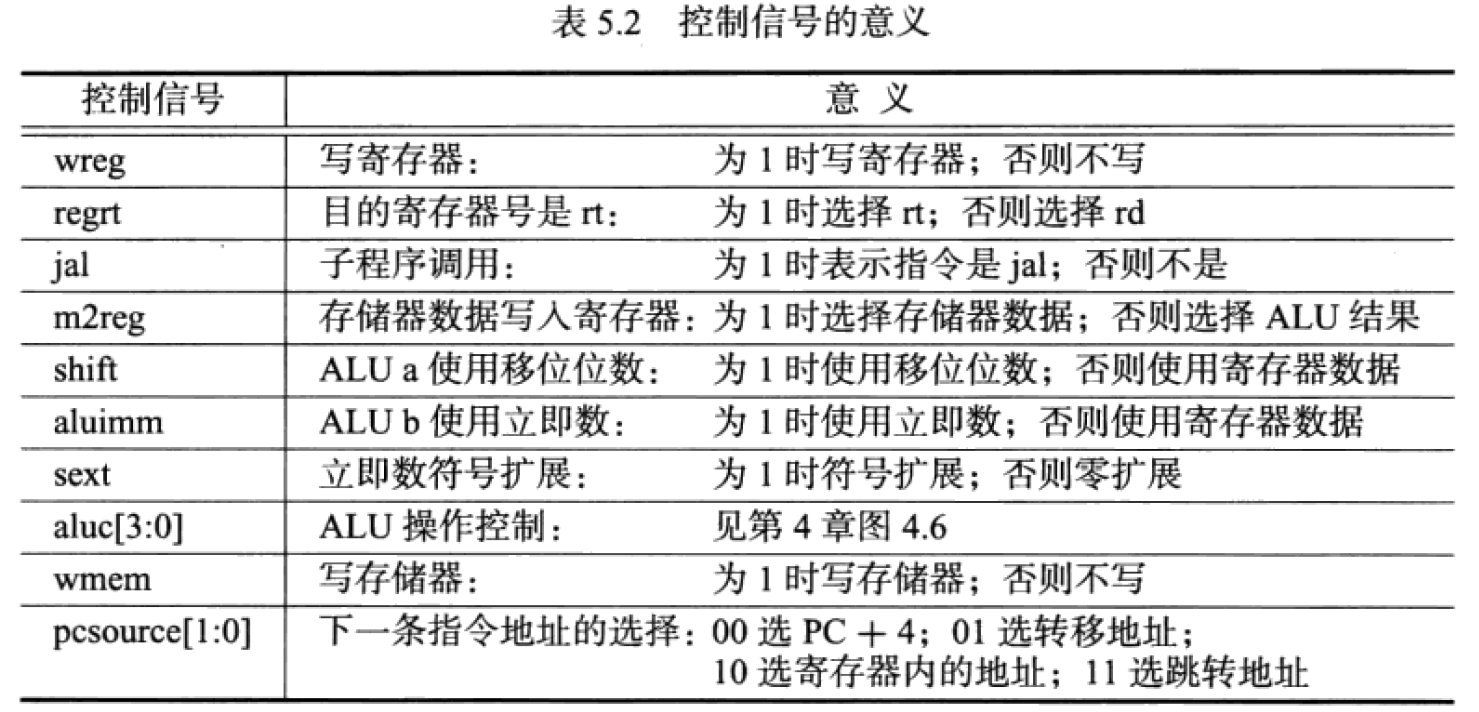 表 5.2 控制信号的意义
控制信号 意 义
wreg 写寄存器： 为 1 时写寄存器；否则不写
regrt 目的寄存器号是 rt： 为 1 时选择 rt；否则选择 rd
jal 子程序调用： 为 1 时表示指令是 jal；否则不是
m2reg 存储器数据写入寄存器：为 1 时选择存储器数据；否则选择 ALU 结果
shift ALU a 使用移位位数： 为 1 时使用移位位数；否则使用寄存器数据
aluimm ALU b 使用立即数： 为 1 时使用立即数；否则使用寄存器数据
sext 立即数符号扩展： 为 1 时符号扩展；否则零扩展
aluc[3:0] ALU 操作控制： 见第 4 章图 4.6
wmem 写存储器： 为 1 时写存储器；否则不写
pcsource[1:0] 下一条指令地址的选择：00 选 PC + 4；01 选转移地址；
10 选寄存器内的地址；11 选跳转地址